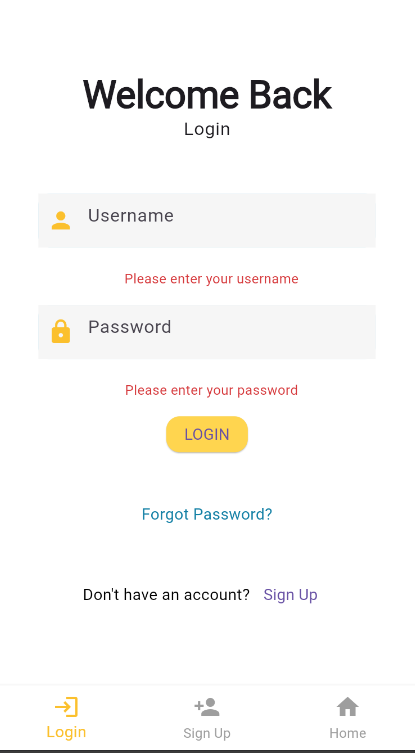 Welcome Back
Login
Username
Please enter your username
Password
Please enter your password
LOGIN
Forgot Password?
Don't have an account? Sign Up
Login Sign Up Home